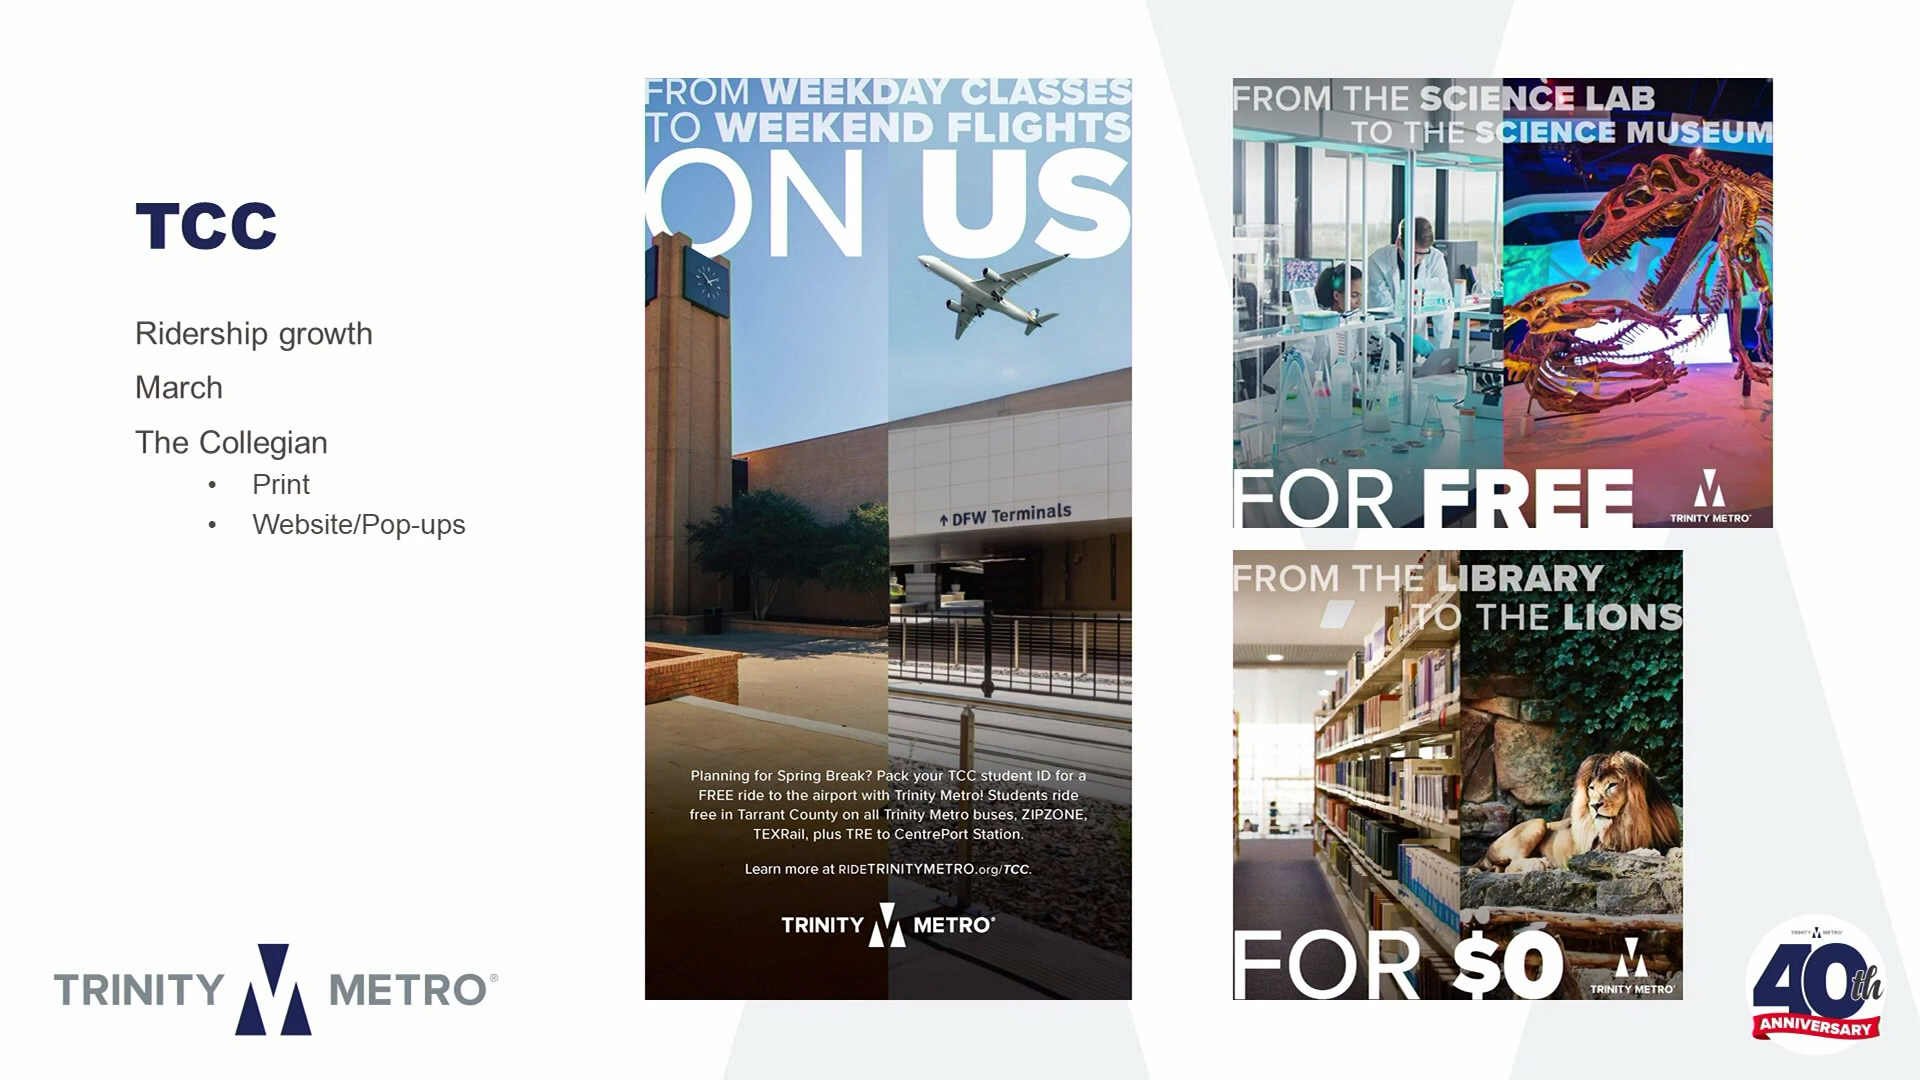 TCC
Ridership growth
March
The Collegian
• Print
• Website/Pop-ups
TRINITY METRO®
FROM WEEKDAY CLASSES
TO WEEKEND FLIGHTS
ON US
↑ DFW Terminals
Planning for Spring Break? Pack your TCC student ID for a
FREE ride to the airport with Trinity Metro! Students ride
free in Tarrant County on all Trinity Metro buses, ZIPZONE,
TEXRail, plus TRE to CentrePort Station.
Learn more at RIDETRINITYMETRO.org/TCC.
TRINITY METRO®
FROM THE SCIENCE LAB
TO THE SCIENCE MUSEUM
FOR FREE
TRINITY METRO®
FROM THE LIBRARY
TO THE LIONS
FOR $0
TRINITY METRO®
TRINITY METRO®
40th
ANNIVERSARY